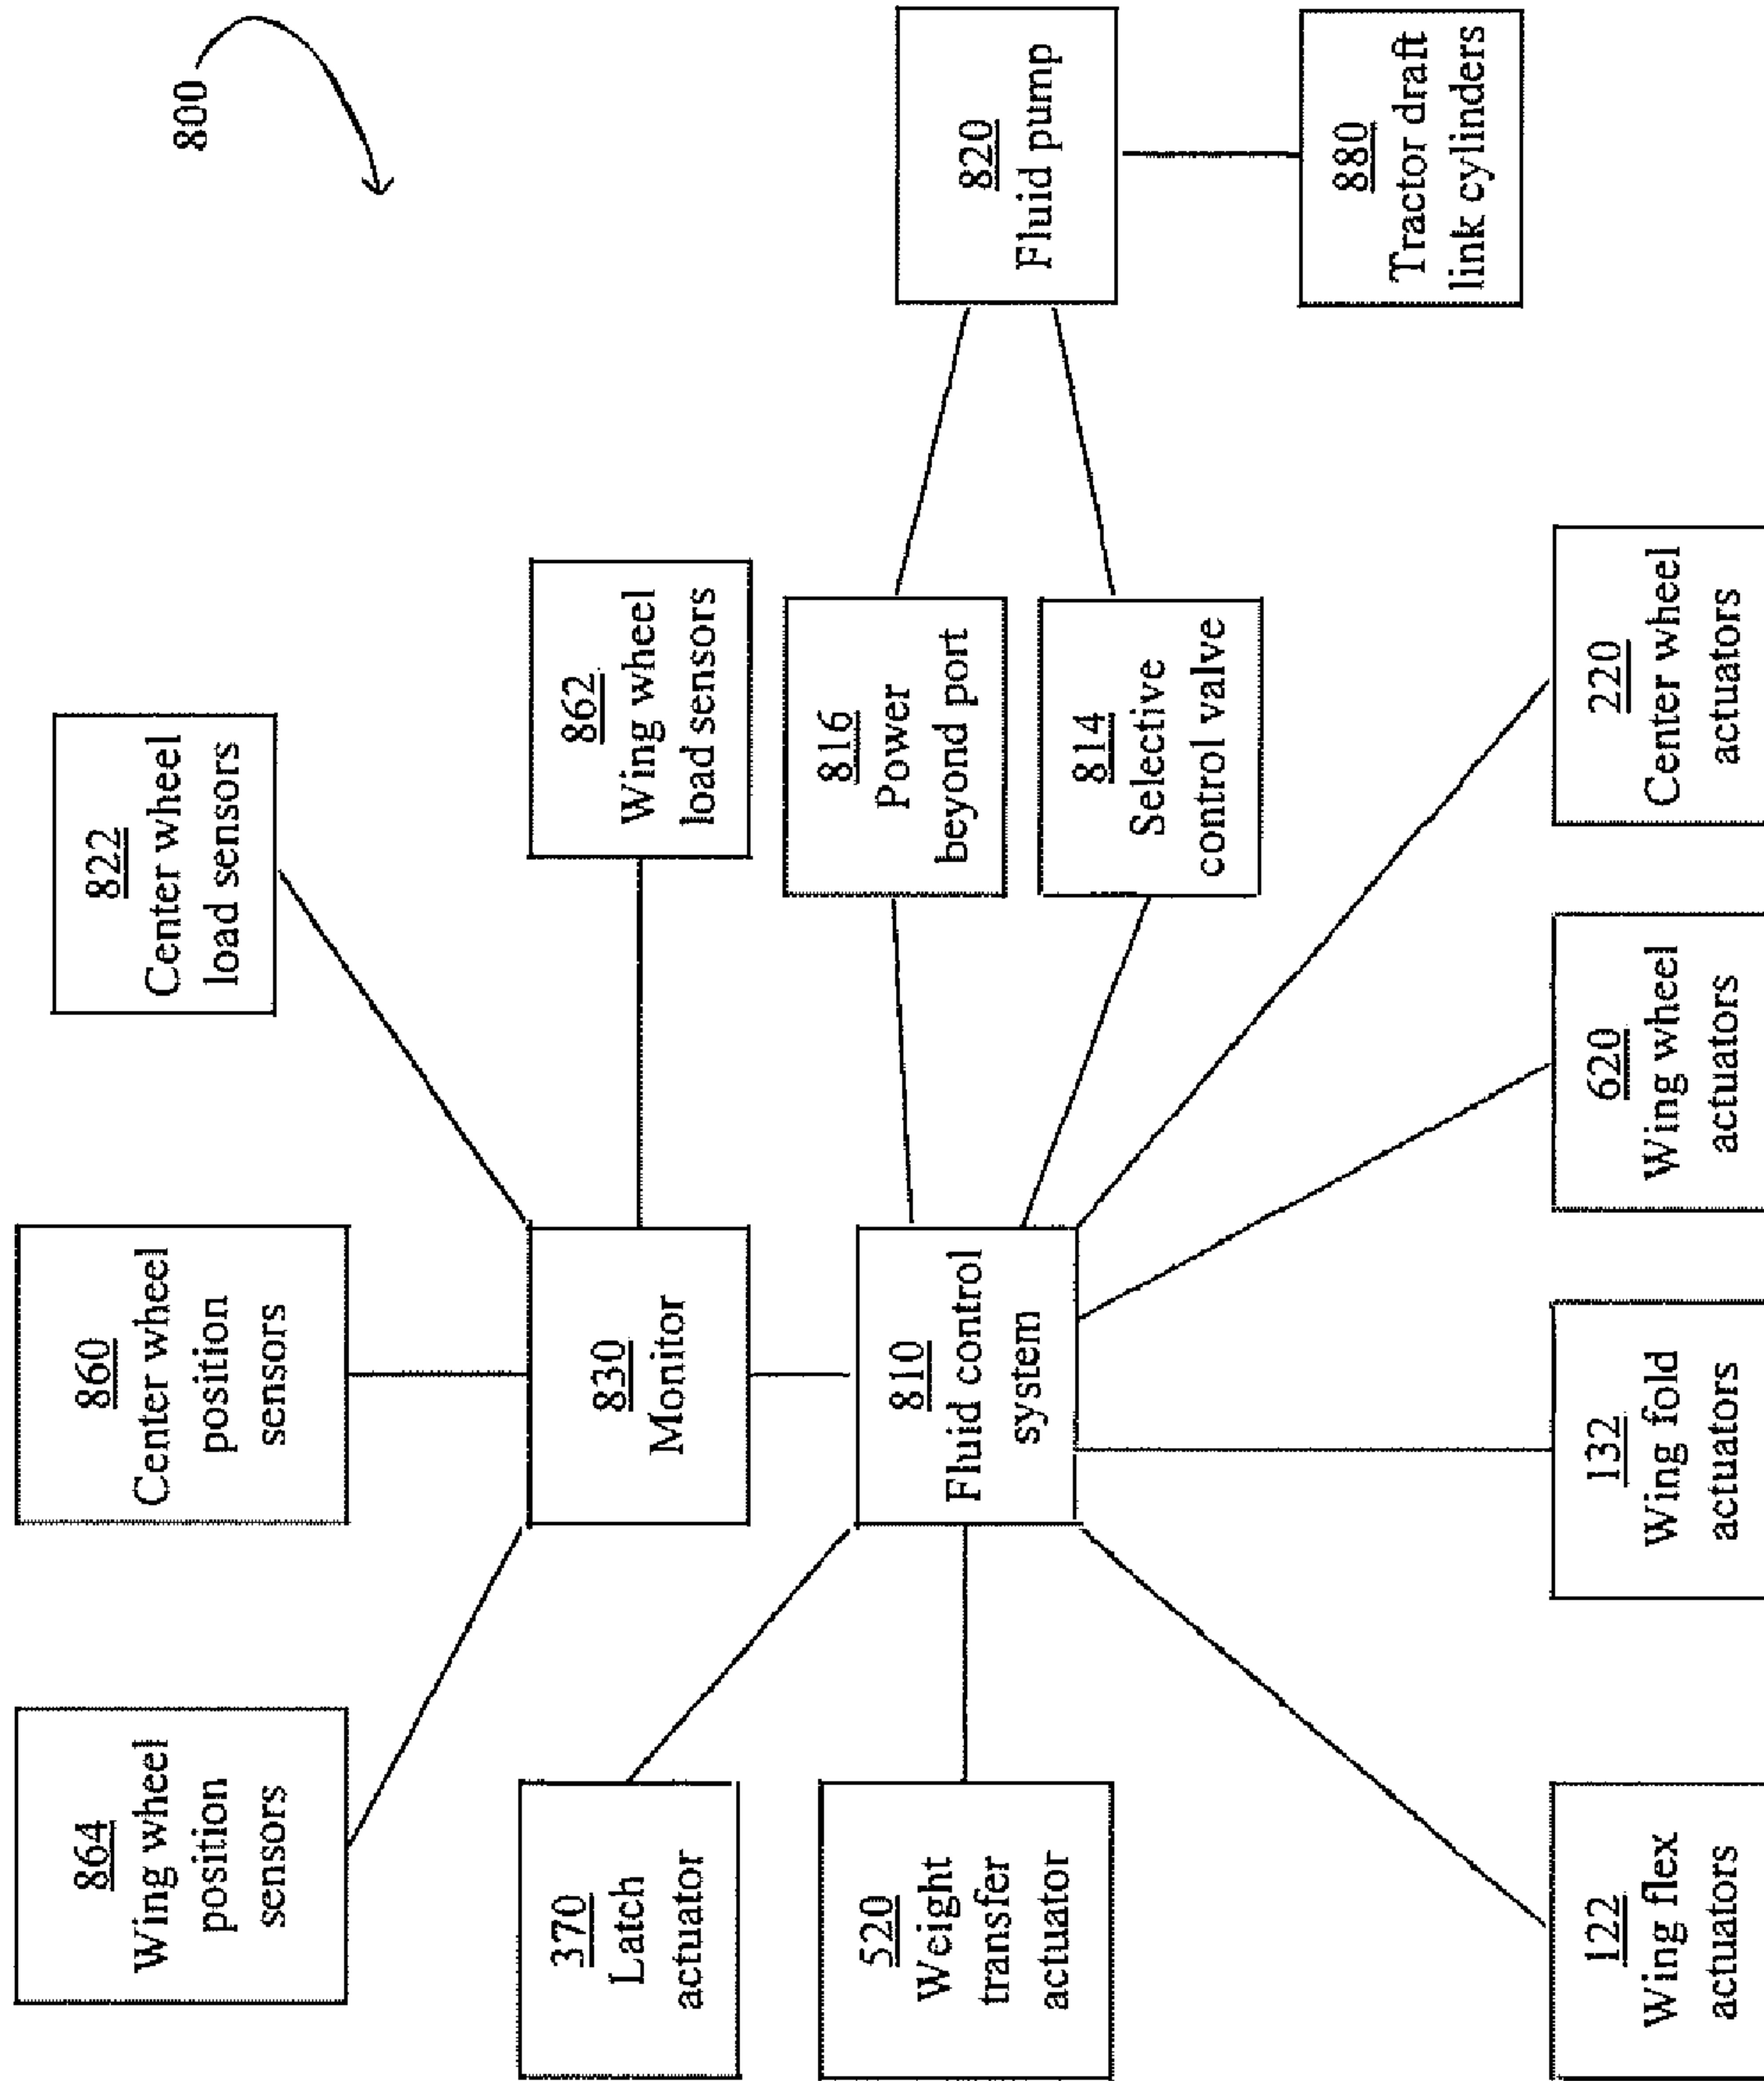 800
864
Wing wheel
position
sensors
860
Center wheel
position
sensors
822
Center wheel
load sensors
370
Latch
actuator
830
Monitor
862
Wing wheel
load sensors
520
Weight
transfer
actuator
810
Fluid control
system
816
Power
beyond port
814
Selective
control valve
820
Fluid pump
880
Tractor draft
link cylinders
122
Wing flex
actuators
132
Wing fold
actuators
620
Wing wheel
actuators
220
Center wheel
actuators